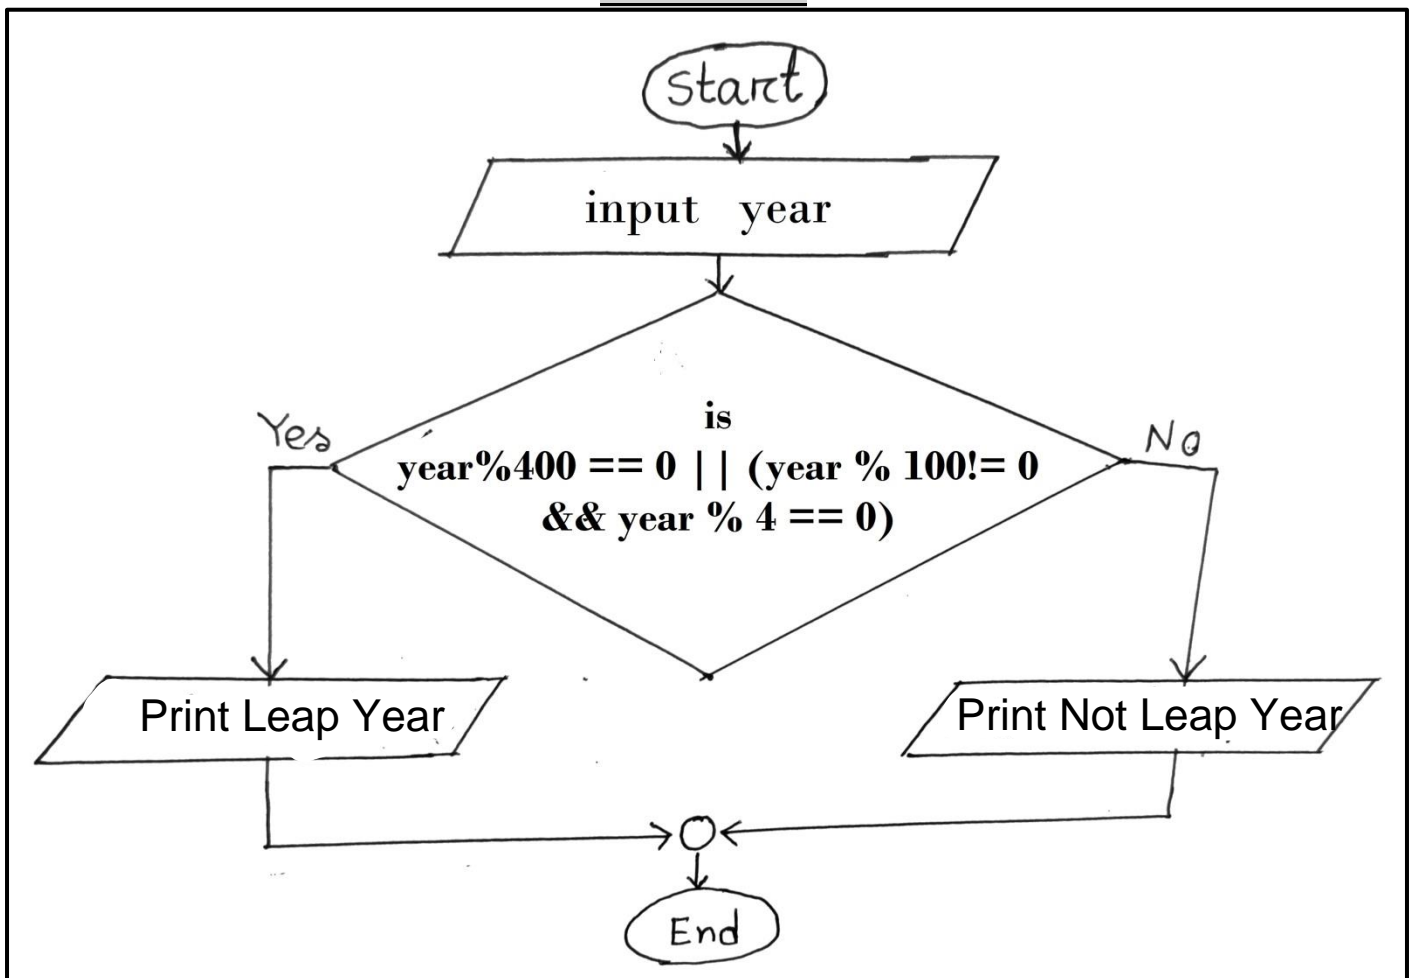 Start
input year
is
Yes
No
year%400 == 0 || (year % 100!= 0
&& year % 4 == 0)
Print Leap Year
Print Not Leap Year
End